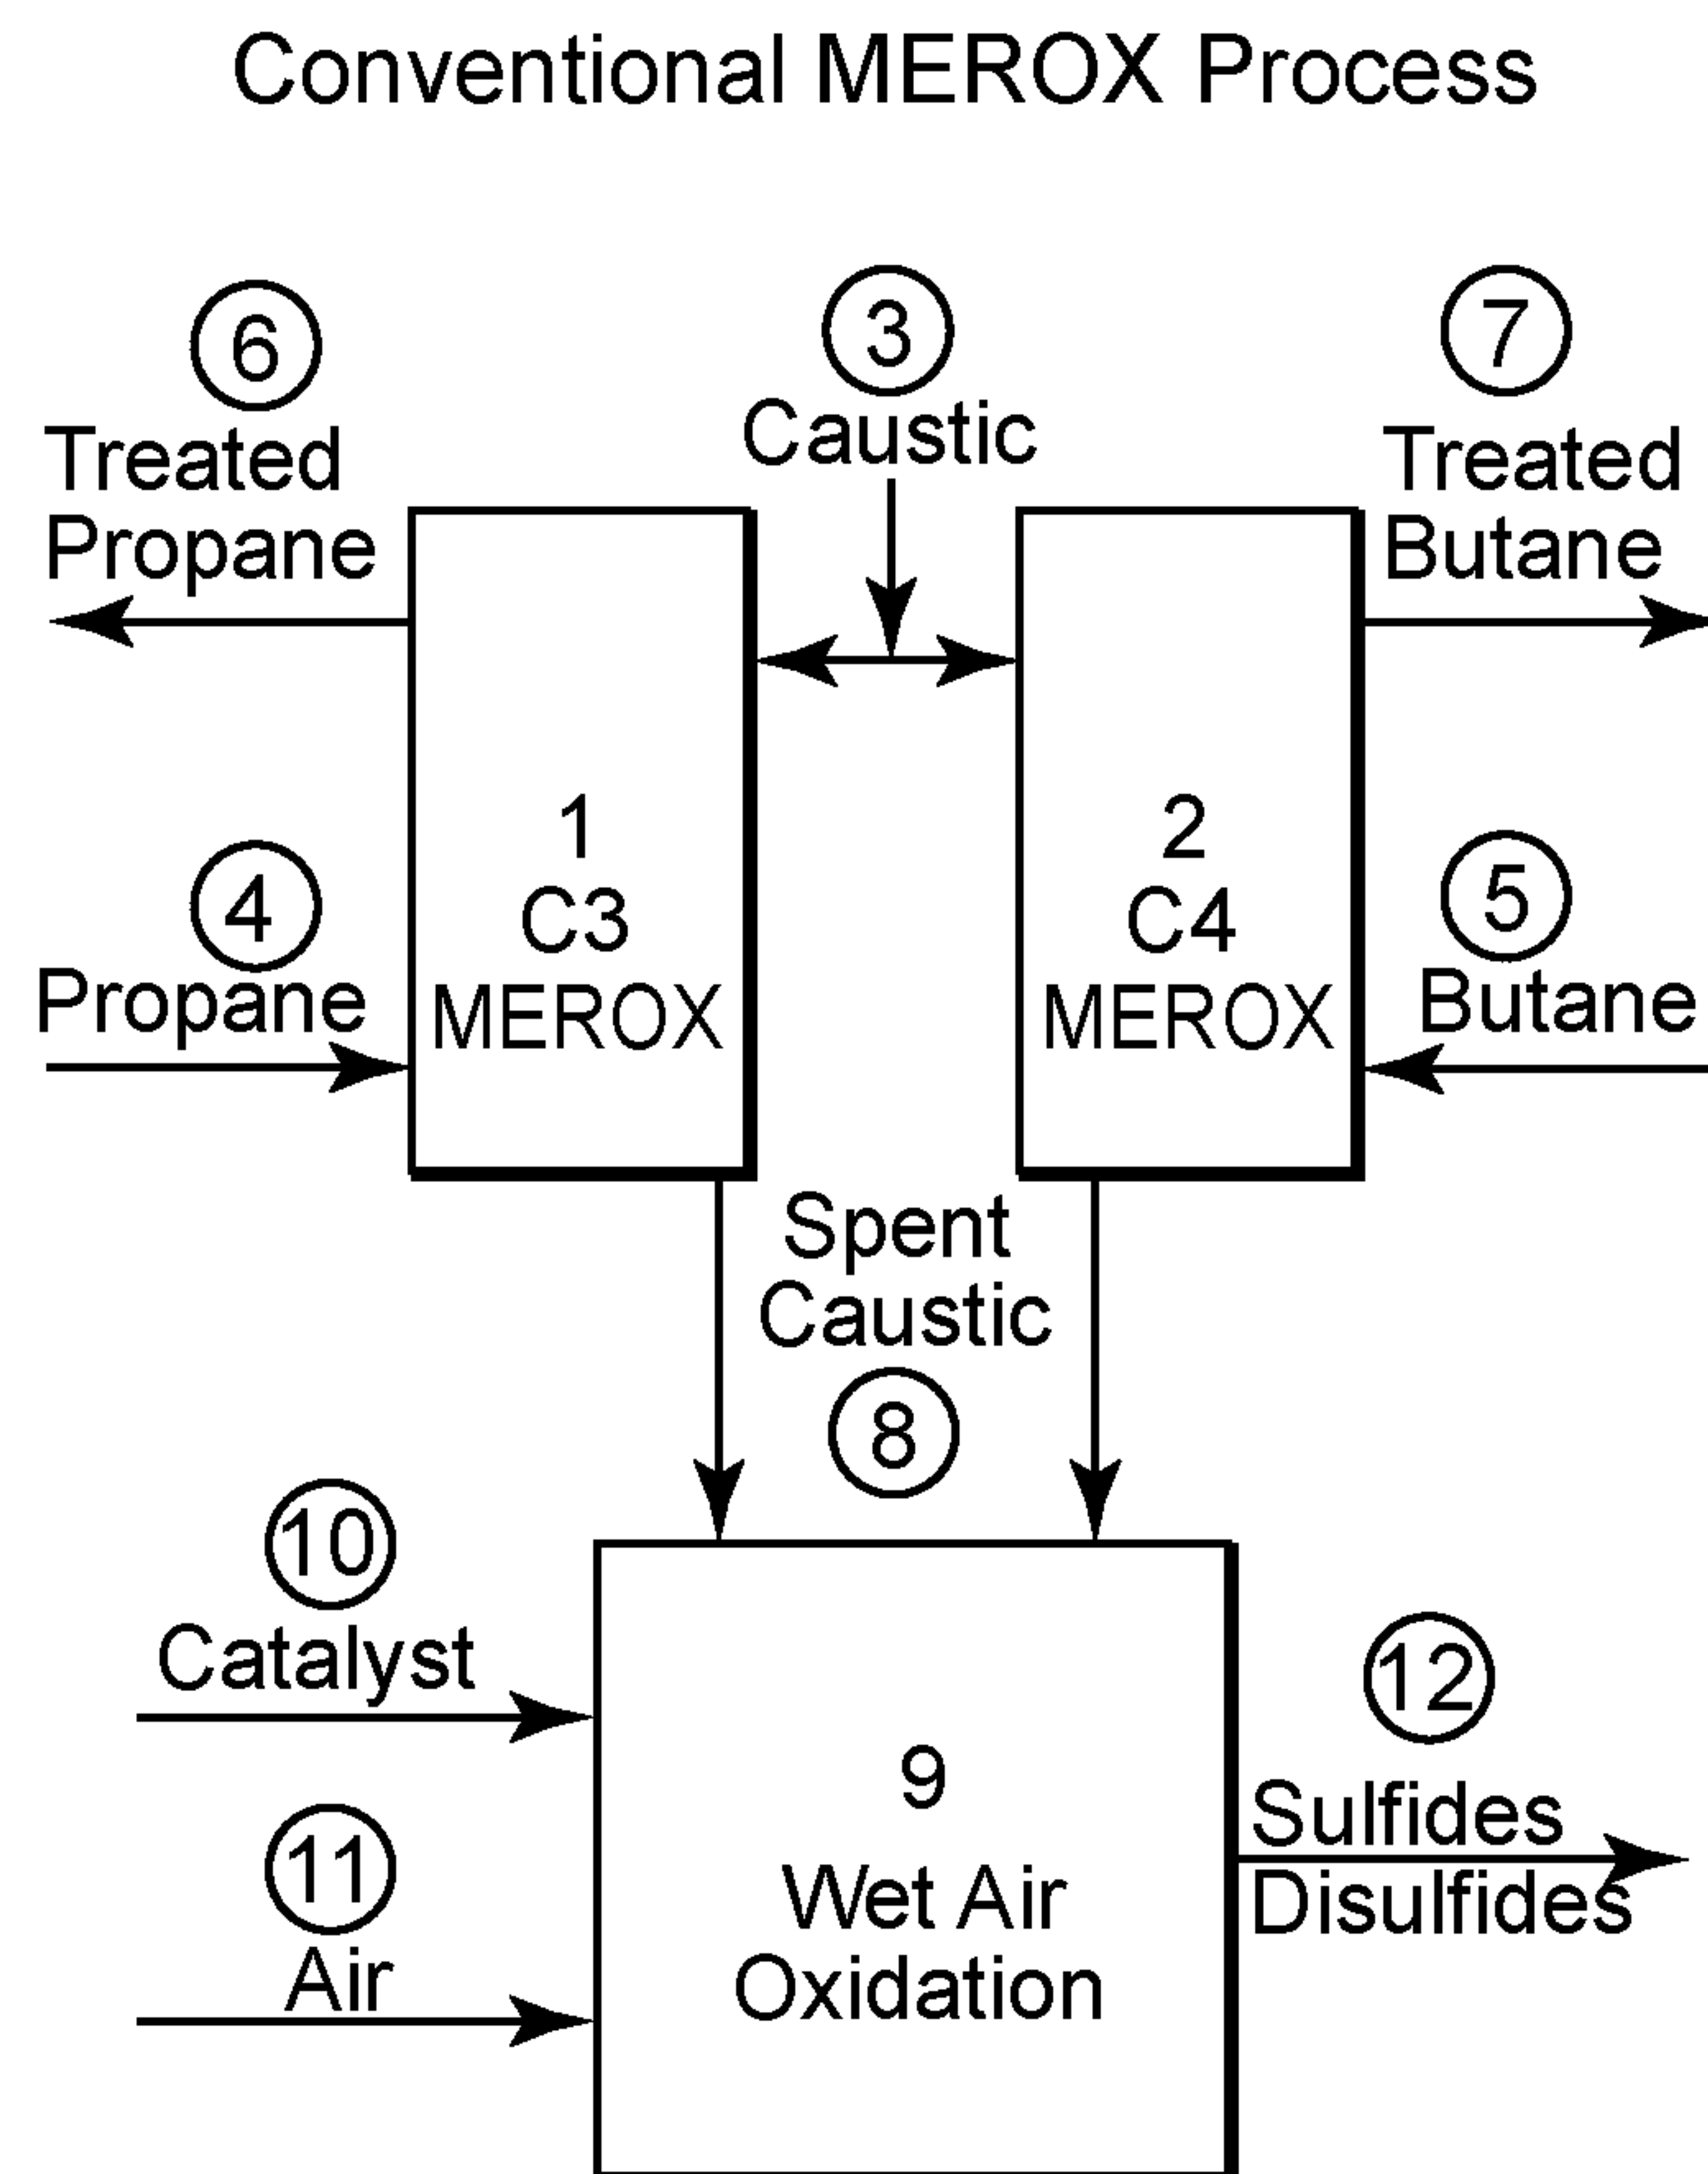 Conventional MEROX Process
6
Treated
Propane
3
Caustic
7
Treated
Butane
4
Propane
1
C3
MEROX
2
C4
MEROX
5
Butane
Spent
Caustic
8
10
Catalyst
11
Air
9
Wet Air
Oxidation
12
Sulfides
Disulfides